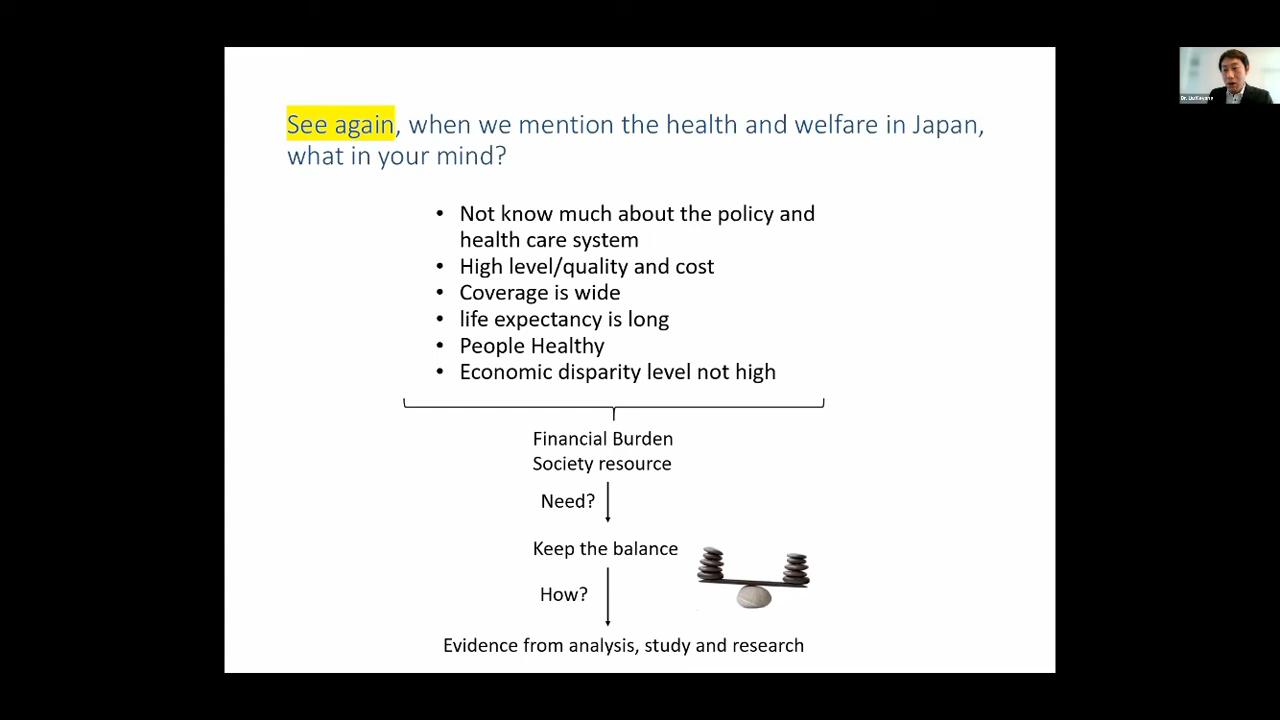 See again, when we mention the health and welfare in Japan,
what in your mind?
• Not know much about the policy and
health care system
• High level/quality and cost
• Coverage is wide
• life expectancy is long
• People Healthy
• Economic disparity level not high
Financial Burden
Society resource
Need?
Keep the balance
How?
Evidence from analysis, study and research